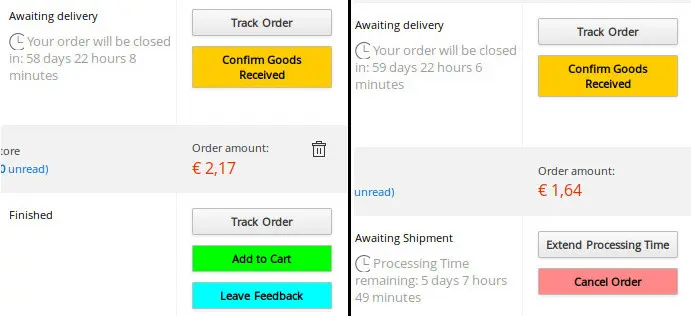 Awaiting delivery
Your order will be closed
in: 58 days 22 hours 8
minutes
Track Order
Confirm Goods
Received
tore
0 unread)
Order amount:
€ 2,17
Finished
Track Order
Add to Cart
Leave Feedback
Awaiting delivery
Your order will be closed
in: 59 days 22 hours 6
minutes
Track Order
Confirm Goods
Received
unread)
Order amount:
€ 1,64
Awaiting Shipment
Processing Time
remaining: 5 days 7 hours
49 minutes
Extend Processing Time
Cancel Order